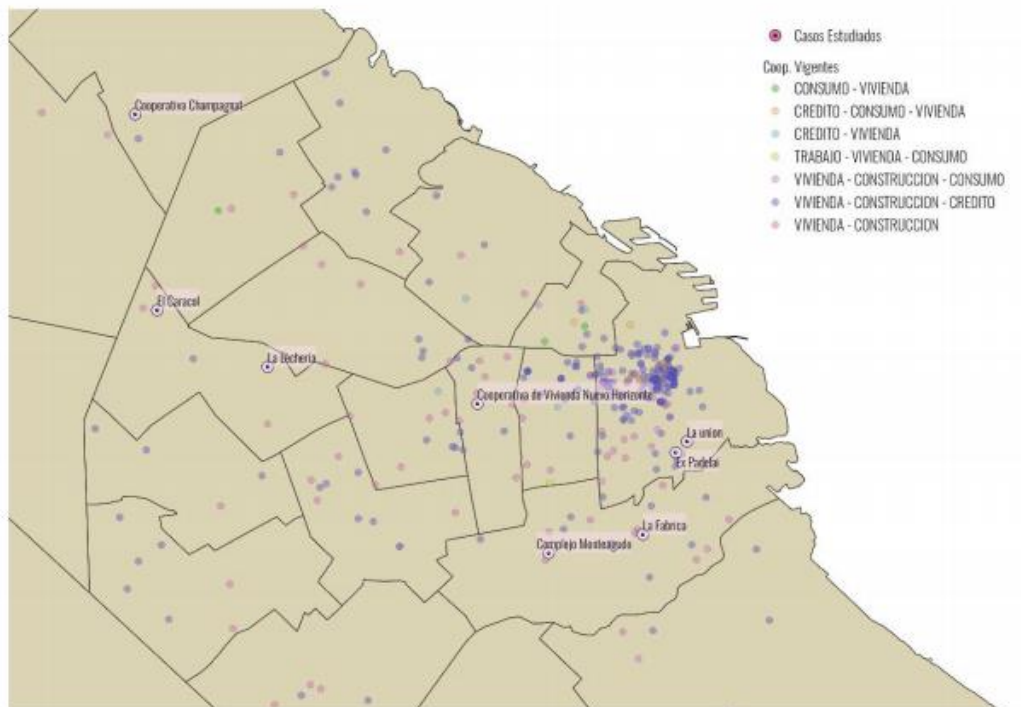 Casos Estudiados
Coop. Vigentes
CONSUMO - VIVIENDA
CREDITO - CONSUMO - VIVIENDA
CREDITO - VIVIENDA
TRABAJO - VIVIENDA - CONSUMO
VIVIENDA - CONSTRUCCION - CONSUMO
VIVIENDA - CONSTRUCCION - CREDITO
VIVIENDA - CONSTRUCCION
Cooperativa Champagnat
El Caracol
La Lecheria
Cooperativa de Vivienda Nuevo Horizonte
La union
Ex Padelai
La Fabrica
Complejo Monteagudo